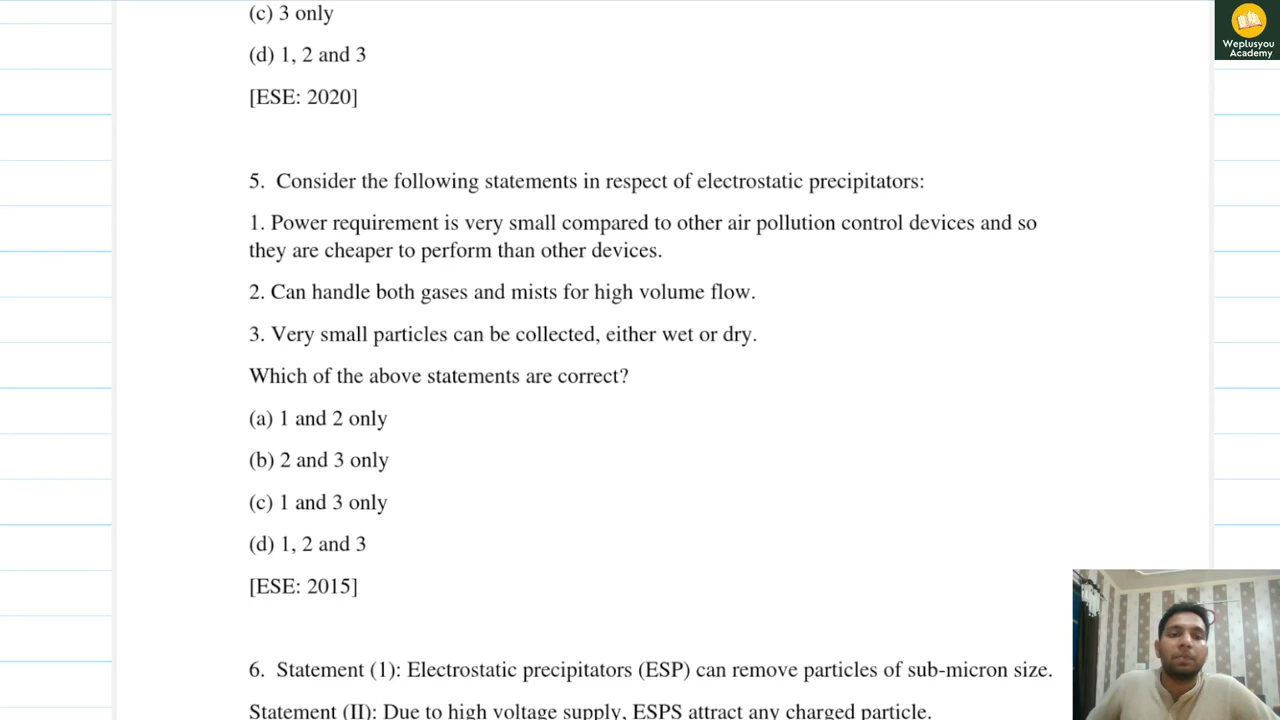 (c) 3 only
(d) 1, 2 and 3
[ESE: 2020]
Weplusyou
Academy
5. Consider the following statements in respect of electrostatic precipitators:
1. Power requirement is very small compared to other air pollution control devices and so
they are cheaper to perform than other devices.
2. Can handle both gases and mists for high volume flow.
3. Very small particles can be collected, either wet or dry.
Which of the above statements are correct?
(a) 1 and 2 only
(b) 2 and 3 only
(c) 1 and 3 only
(d) 1, 2 and 3
[ESE: 2015]
6. Statement (1): Electrostatic precipitators (ESP) can remove particles of sub-micron size.
Statement (II): Due to high voltage supply, ESPS attract any charged particle.